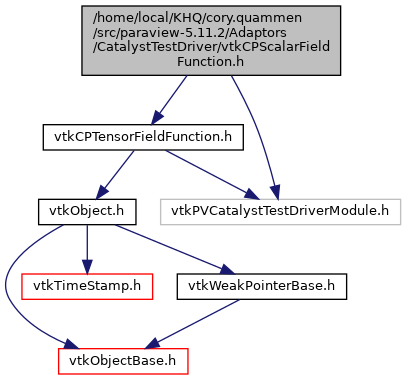 /home/local/KHQ/cory.quammen
/src/paraview-5.11.2/Adaptors
/CatalystTestDriver/vtkCPScalarField
Function.h
vtkCPTensorFieldFunction.h
vtkObject.h
vtkPVCatalystTestDriverModule.h
vtkTimeStamp.h
vtkWeakPointerBase.h
vtkObjectBase.h